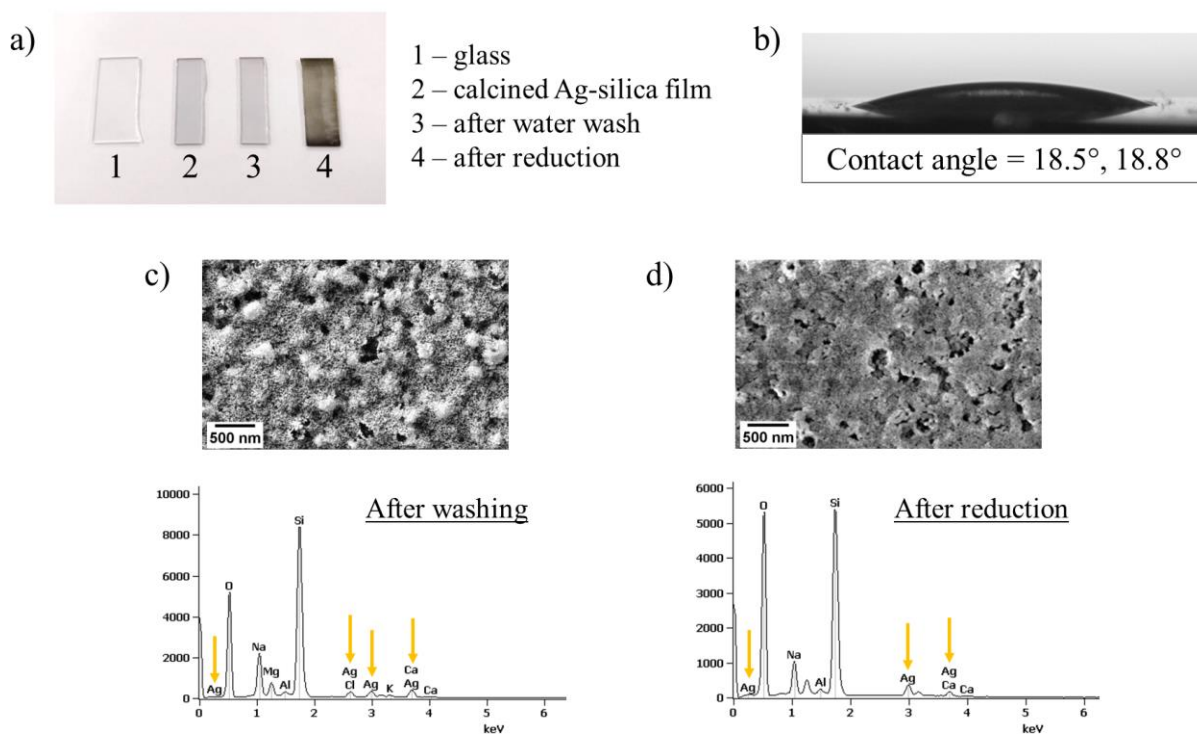 a)
1 – glass
2 – calcined Ag-silica film
3 – after water wash
4 – after reduction
1 2 3 4
b)
Contact angle = 18.5°, 18.8°
c)
500 nm
d)
500 nm
After washing
10000
8000
6000
4000
2000
0
Ag
O
Na
Mg
Al
Si
Ag
Cl
Ag
K
Ca
Ag
Ca
0 1 2 3 4 5 6
keV
After reduction
6000
5000
4000
3000
2000
1000
0
Ag
O
Na
Al
Si
Ag
Ag
Ca
Ca
0 1 2 3 4 5 6
keV